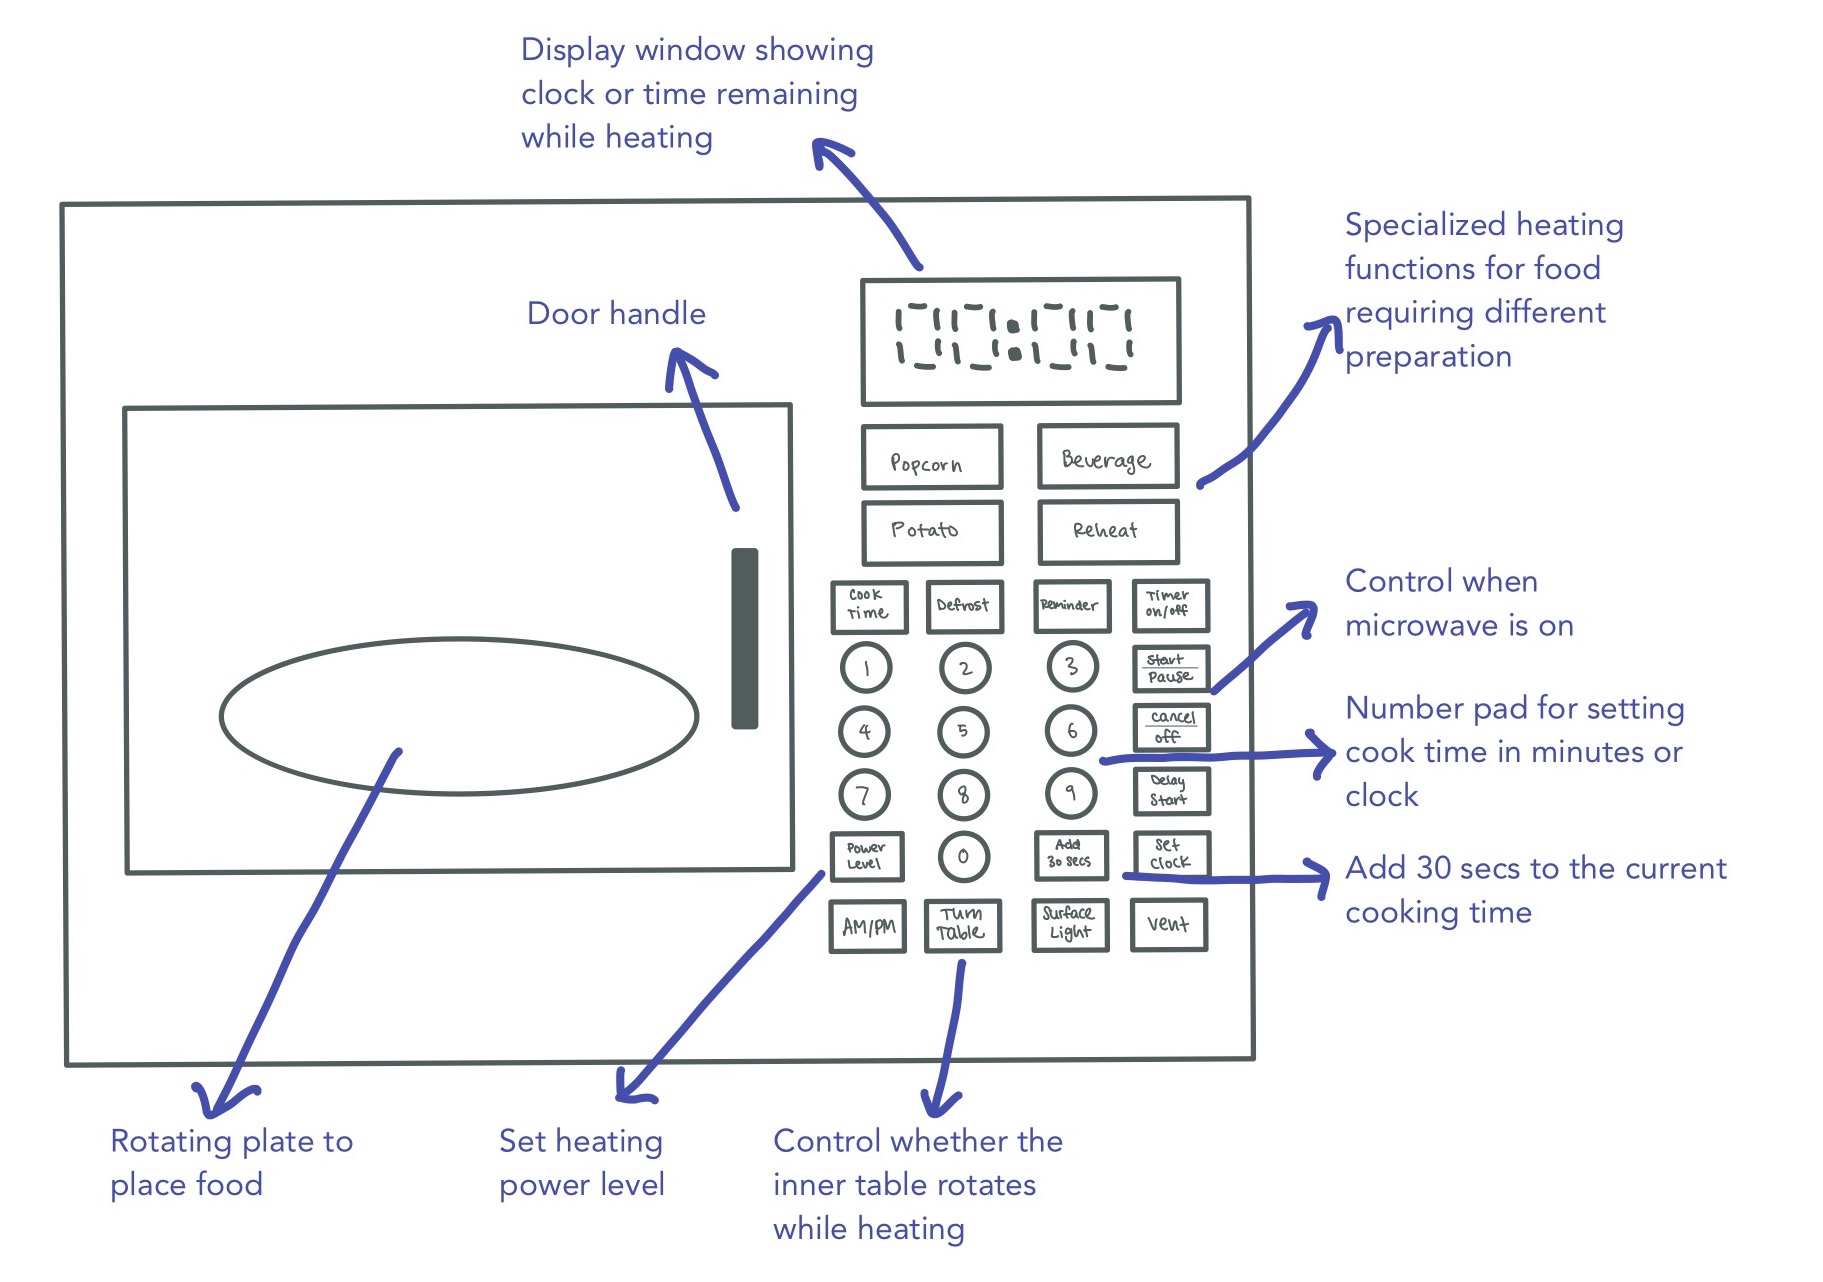 Display window showing
clock or time remaining
while heating
Specialized heating
functions for food
requiring different
preparation
Door handle
00:00
Popcorn
Beverage
Potato
Reheat
Cook
Time
Defrost
Reminder
Timer
on/off
Control when
microwave is on
1
2
3
Start
Pause
4
5
6
cancel
off
Number pad for setting
cook time in minutes or
clock
7
8
9
Delay
Start
Power
Level
0
Add
30 secs
Set
Clock
Add 30 secs to the current
cooking time
AM/PM
Turn
Table
Surface
Light
Vent
Rotating plate to
place food
Set heating
power level
Control whether the
inner table rotates
while heating